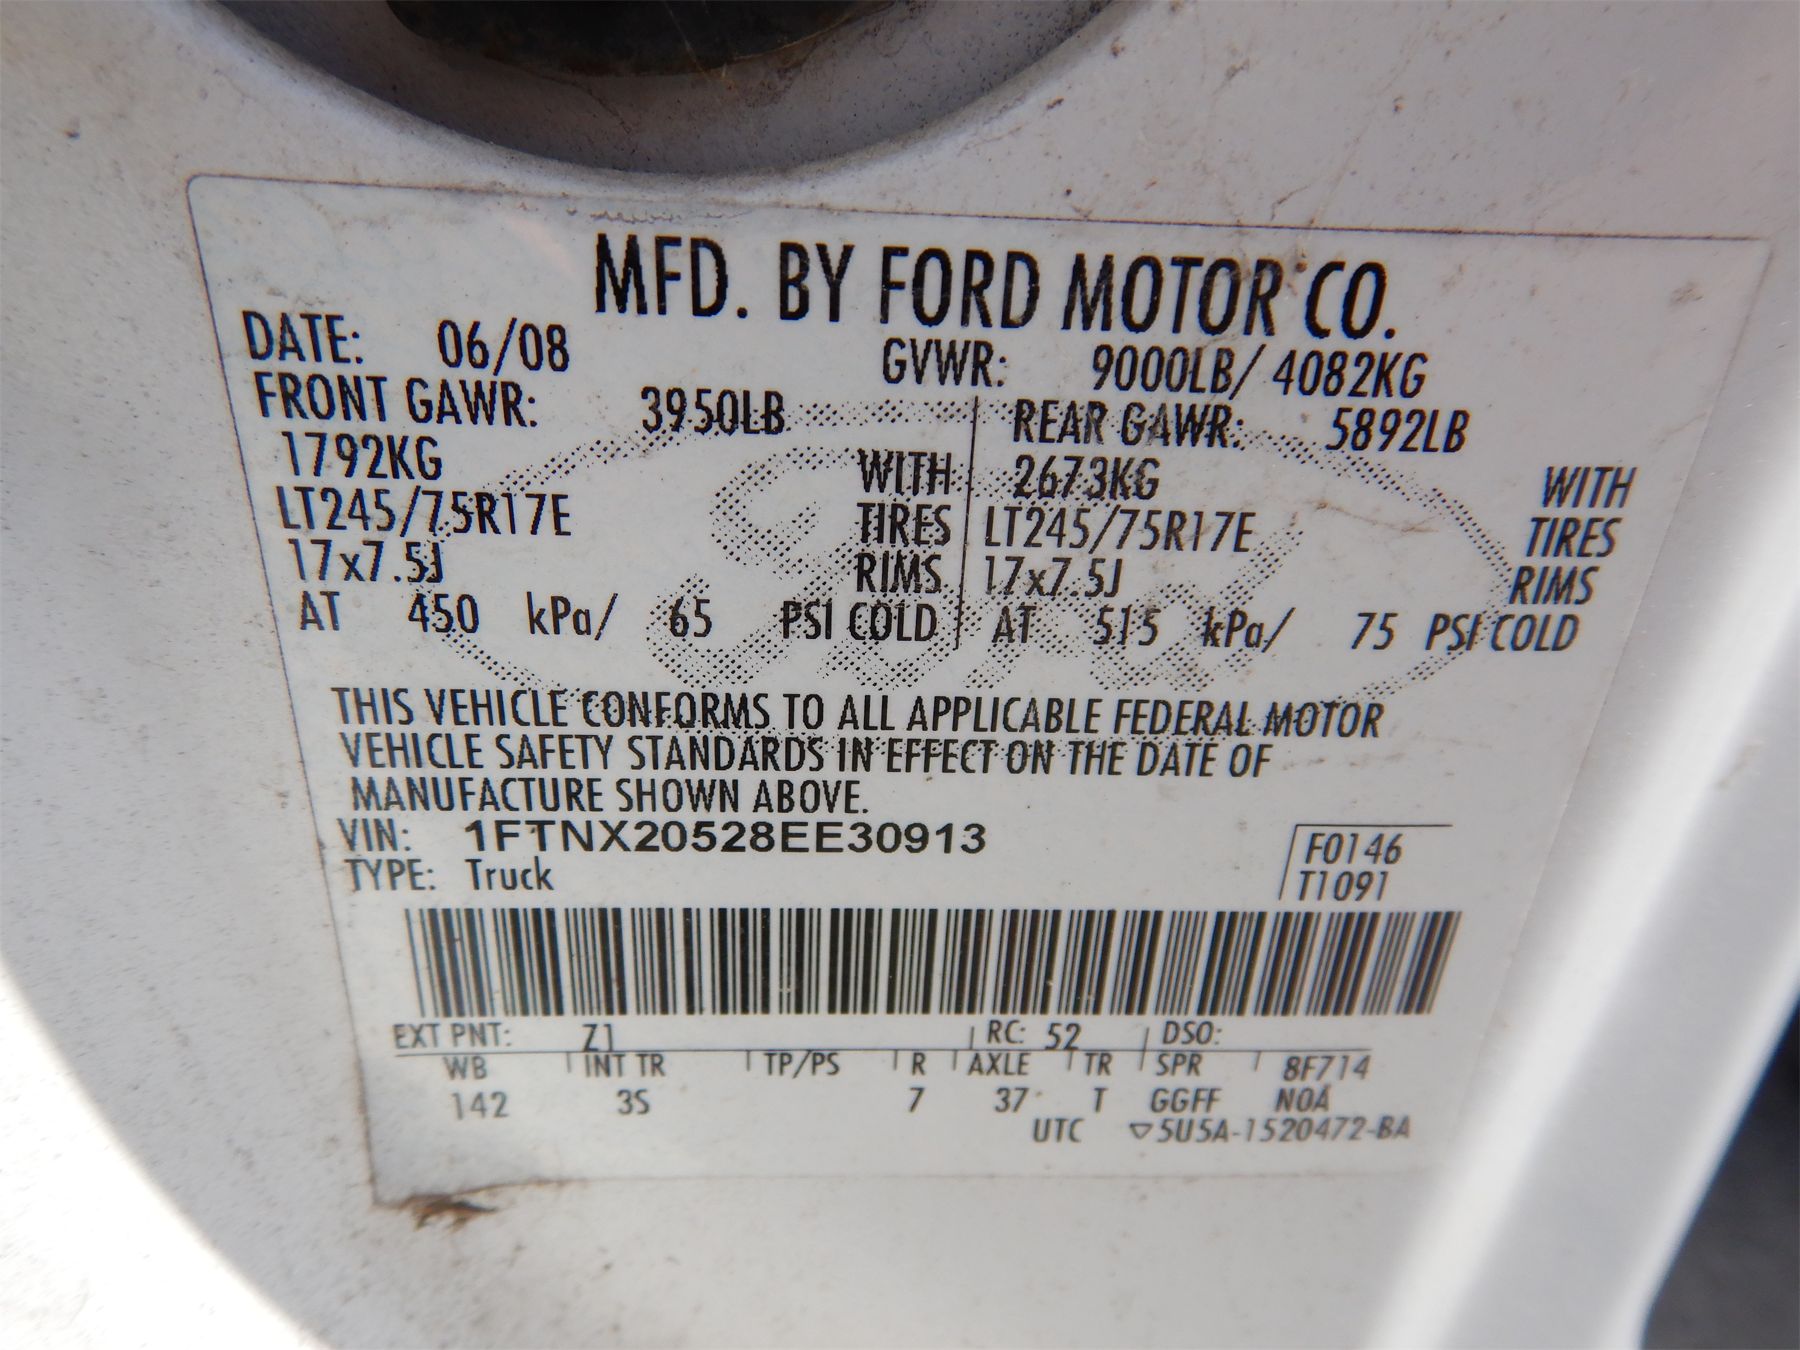 MFD. BY FORD MOTOR CO.
DATE: 06/08 GVWR: 9000LB/ 4082KG
FRONT GAWR: 3950LB REAR GAWR: 5892LB
1792KG WITH 2673KG WITH
LT245/75R17E TIRES LT245/75R17E TIRES
17x7.5J RIMS 17x7.5J RIMS
AT 450 kPa/ 65 PSI COLD AT 515 kPa/ 75 PSI COLD
THIS VEHICLE CONFORMS TO ALL APPLICABLE FEDERAL MOTOR
VEHICLE SAFETY STANDARDS IN EFFECT ON THE DATE OF
MANUFACTURE SHOWN ABOVE.
VIN: 1FTNX20528EE30913 F0146
TYPE: Truck T1091
EXT PNT: Z1 RC: 52 DSO:
WB INT TR TP/PS R AXLE TR SPR 8F714
142 3S 7 37 T GGFF NOA
UTC ▽5U5A-1520472-BA